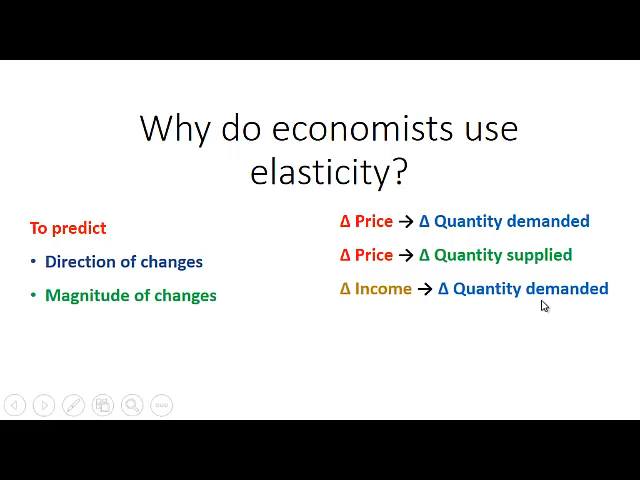 Why do economists use
elasticity?
To predict
• Direction of changes
• Magnitude of changes
Δ Price → Δ Quantity demanded
Δ Price → Δ Quantity supplied
Δ Income → Δ Quantity demanded